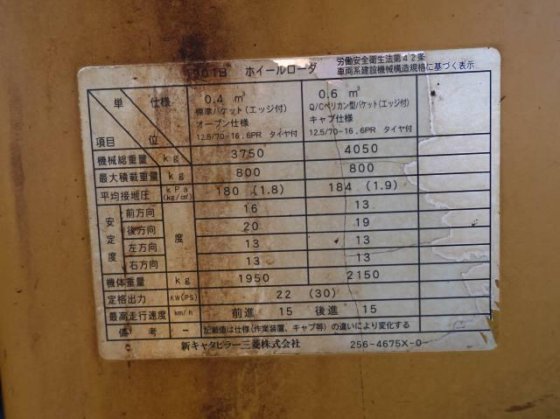 901B ホイールローダ
労働安全衛生法第42条
車両系建設機械構造規格に基づく表示
単 仕様 0.4 m³ 0.6 m³
標準バケット(エッジ付) Q/Cペリカン型バケット(エッジ付)
オープン仕様 キャブ仕様
項目 位 12.5/70-16.6PR タイヤ付 12.5/70-16.6PR タイヤ付
機械総重量 kg 3750 4050
最大積載重量 kg 800 800
平均接地圧 kPa (kg/cm²) 180 (1.8) 184 (1.9)
安定度 前方向 度 16 13
後方向 20 19
左方向 13 13
右方向 13 13
機体重量 kg 1950 2150
定格出力 KW(PS) 22 (30)
最高走行速度 km/h 前進 15 後進 15
備考 - 記載値は仕様(作業装置、キャブ等)の違いにより変化する
新キャタピラー三菱株式会社 256-4675X-0